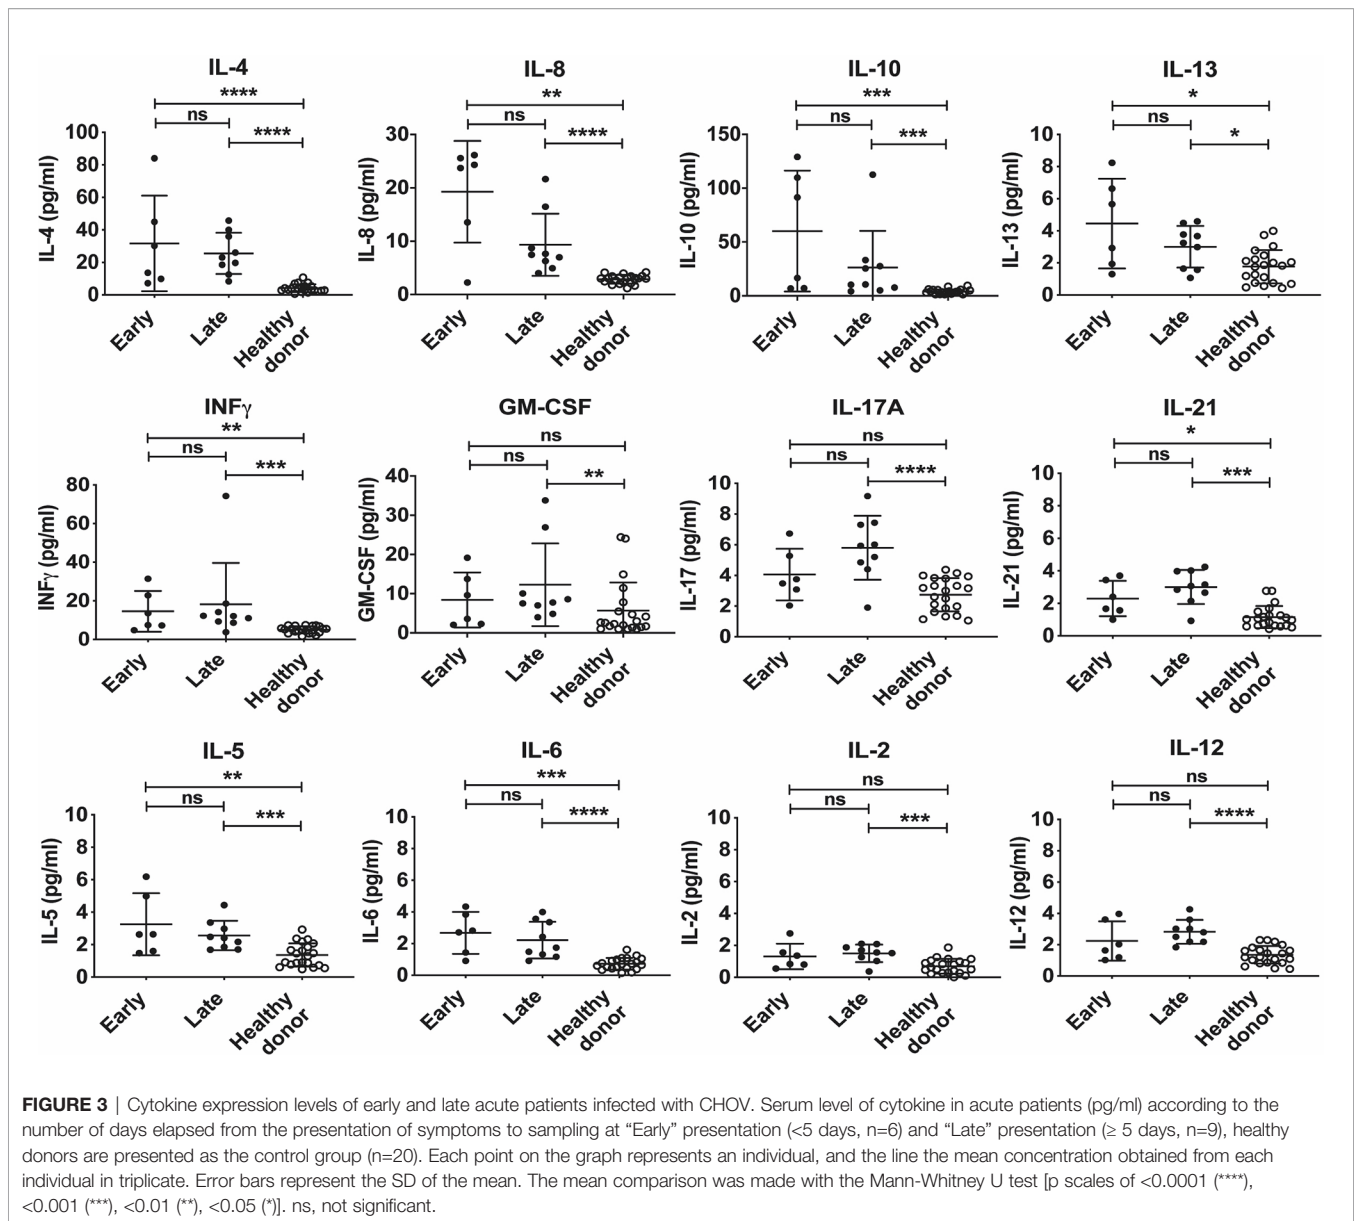 IL-4
****
ns
****
IL-4 (pg/ml)
100
80
60
40
20
0
Early
Late
Healthy
donor
IL-8
**
ns
****
IL-8 (pg/ml)
30
20
10
0
Early
Late
Healthy
donor
IL-10
***
ns
***
IL-10 (pg/ml)
150
100
50
0
Early
Late
Healthy
donor
IL-13
*
ns
*
IL-13 (pg/ml)
10
8
6
4
2
0
Early
Late
Healthy
donor
INFγ
**
ns
***
INFγ (pg/ml)
80
60
40
20
0
Early
Late
Healthy
donor
GM-CSF
ns
ns
**
GM-CSF (pg/ml)
40
30
20
10
0
Early
Late
Healthy
donor
IL-17A
ns
ns
****
IL-17 (pg/ml)
10
8
6
4
2
0
Early
Late
Healthy
donor
IL-21
*
ns
***
IL-21 (pg/ml)
10
8
6
4
2
0
Early
Late
Healthy
donor
IL-5
**
ns
***
IL-5 (pg/ml)
10
8
6
4
2
0
Early
Late
Healthy
donor
IL-6
***
ns
****
IL-6 (pg/ml)
10
8
6
4
2
0
Early
Late
Healthy
donor
IL-2
ns
ns
***
IL-2 (pg/ml)
10
8
6
4
2
0
Early
Late
Healthy
donor
IL-12
ns
ns
****
IL-12 (pg/ml)
10
8
6
4
2
0
Early
Late
Healthy
donor
FIGURE 3 | Cytokine expression levels of early and late acute patients infected with CHOV. Serum level of cytokine in acute patients (pg/ml) according to the
number of days elapsed from the presentation of symptoms to sampling at “Early” presentation (<5 days, n=6) and “Late” presentation (≥ 5 days, n=9), healthy
donors are presented as the control group (n=20). Each point on the graph represents an individual, and the line the mean concentration obtained from each
individual in triplicate. Error bars represent the SD of the mean. The mean comparison was made with the Mann-Whitney U test [p scales of <0.0001 (****),
<0.001 (***), <0.01 (**), <0.05 (*)]. ns, not significant.